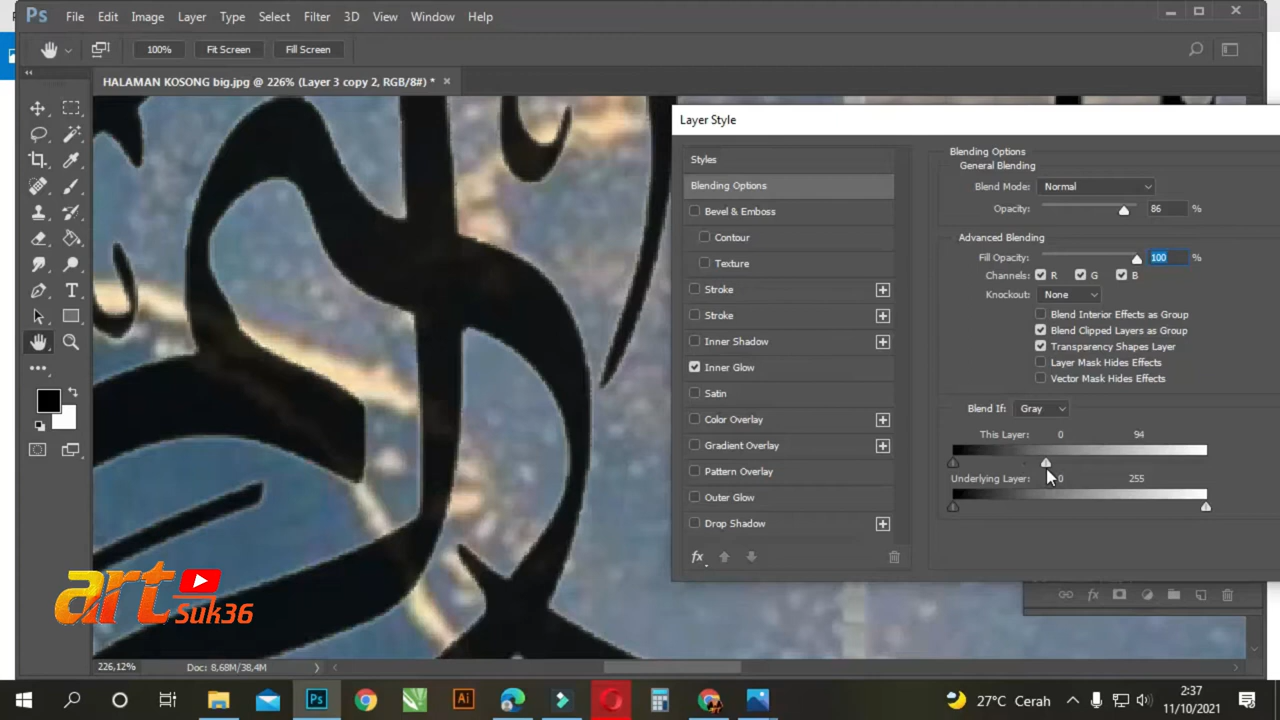 Ps File Edit Image Layer Type Select Filter 3D View Window Help
100% Fit Screen Fill Screen
HALAMAN KOSONG big.jpg @ 226% (Layer 3 copy 2, RGB/8#) *
Layer Style
Styles
Blending Options
Bevel & Emboss
Contour
Texture
Stroke
Stroke
Inner Shadow
Inner Glow
Satin
Color Overlay
Gradient Overlay
Pattern Overlay
Outer Glow
Drop Shadow
fx
Blending Options
General Blending
Blend Mode: Normal
Opacity: 86 %
Advanced Blending
Fill Opacity: 100 %
Channels: R G B
Knockout: None
Blend Interior Effects as Group
Blend Clipped Layers as Group
Transparency Shapes Layer
Layer Mask Hides Effects
Vector Mask Hides Effects
Blend If: Gray
This Layer: 0 94
Underlying Layer: 0 255
fx
art
Suk36
226,12% Doc: 8,68M/38,4M
Ps Ai 27°C Cerah 2:37
11/10/2021